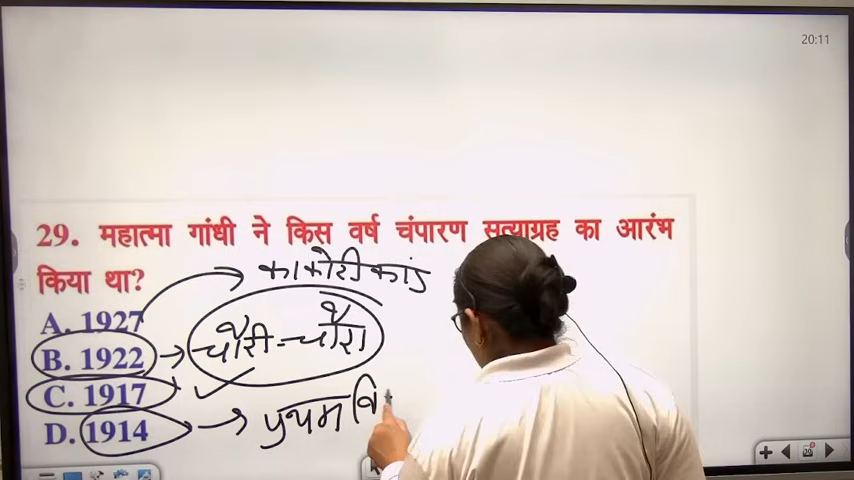 20:11
29. महात्मा गांधी ने किस वर्ष चंपारण सत्याग्रह का आरंभ
किया था?
काकोरी कांड
A. 1927
B. 1922 → चौरी-चौरा
C. 1917 ✓
D. 1914 → प्रथम वि